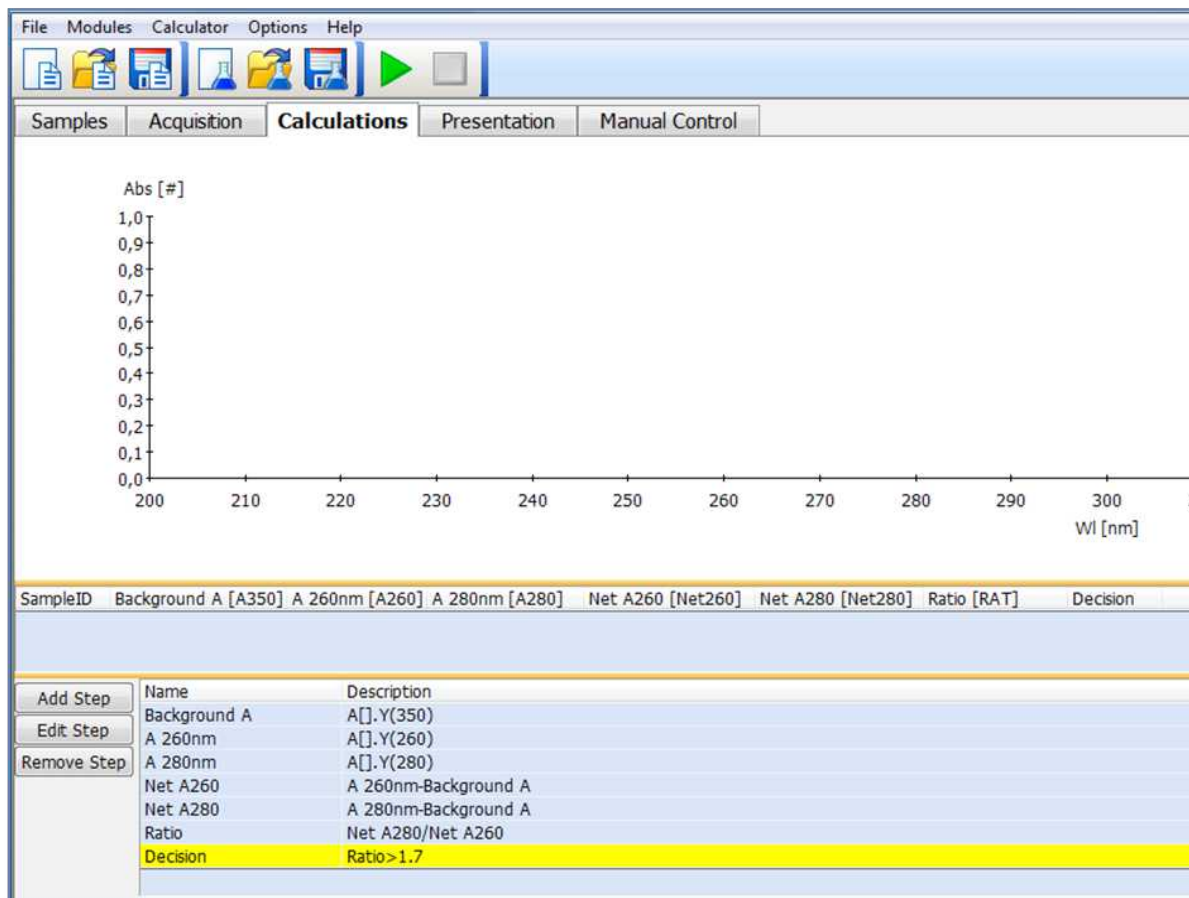 File Modules Calculator Options Help
Samples Acquisition Calculations Presentation Manual Control
Abs [#]
1,0
0,9
0,8
0,7
0,6
0,5
0,4
0,3
0,2
0,1
0,0
200 210 220 230 240 250 260 270 280 290 300
Wl [nm]
SampleID Background A [A350] A 260nm [A260] A 280nm [A280] Net A260 [Net260] Net A280 [Net280] Ratio [RAT] Decision
Add Step
Edit Step
Remove Step
Name Description
Background A A[].Y(350)
A 260nm A[].Y(260)
A 280nm A[].Y(280)
Net A260 A 260nm-Background A
Net A280 A 280nm-Background A
Ratio Net A280/Net A260
Decision Ratio>1.7